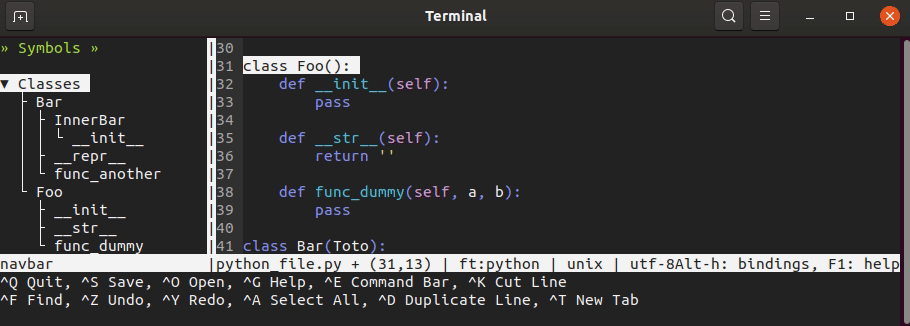 Terminal
» Symbols »
▼ Classes
Bar
InnerBar
__init__
__repr__
func_another
Foo
__init__
__str__
func_dummy
30
31 class Foo():
32     def __init__(self):
33         pass
34
35     def __str__(self):
36         return ''
37
38     def func_dummy(self, a, b):
39         pass
40
41 class Bar(Toto):
navbar |python_file.py + (31,13) | ft:python | unix | utf-8Alt-h: bindings, F1: help
^Q Quit, ^S Save, ^O Open, ^G Help, ^E Command Bar, ^K Cut Line
^F Find, ^Z Undo, ^Y Redo, ^A Select All, ^D Duplicate Line, ^T New Tab